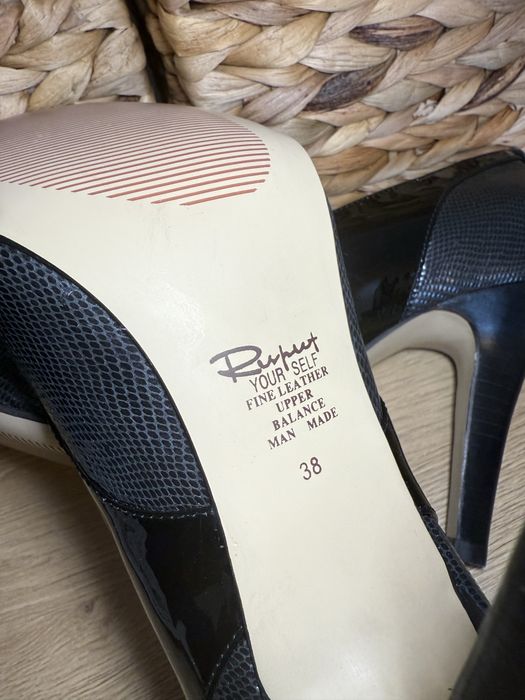 Respect
YOUR SELF
FINE LEATHER
UPPER
BALANCE
MAN MADE
38